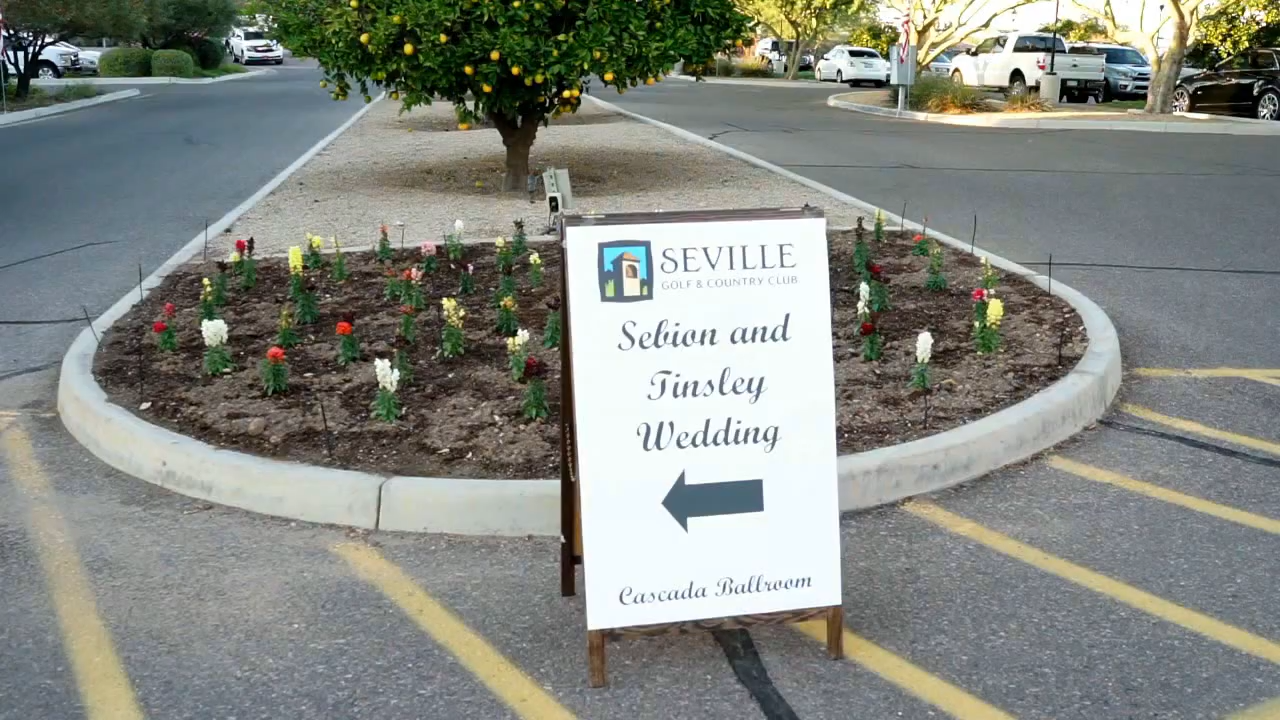 SEVILLE
GOLF & COUNTRY CLUB
Sebion and
Tinsley
Wedding
Cascada Ballroom